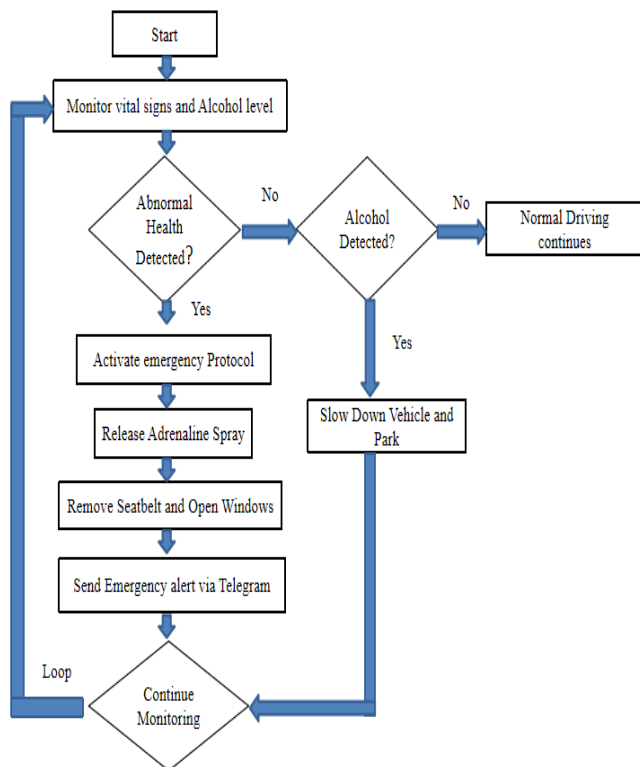 Start
Monitor vital signs and Alcohol level
Abnormal
Health
Detected?
No
Alcohol
Detected?
No
Normal Driving
continues
Yes
Yes
Activate emergency Protocol
Release Adrenaline Spray
Slow Down Vehicle and
Park
Remove Seatbelt and Open Windows
Send Emergency alert via Telegram
Loop
Continue
Monitoring